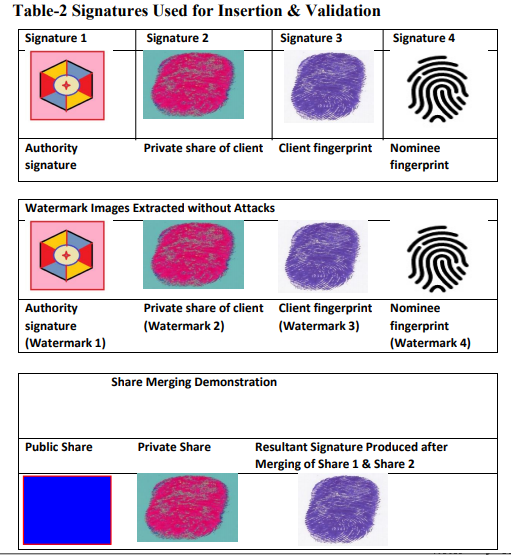 Table-2 Signatures Used for Insertion & Validation
Signature 1 Signature 2 Signature 3 Signature 4
Authority signature Private share of client Client fingerprint Nominee fingerprint
Watermark Images Extracted without Attacks
Authority signature (Watermark 1) Private share of client (Watermark 2) Client fingerprint (Watermark 3) Nominee fingerprint (Watermark 4)
Share Merging Demonstration
Public Share Private Share Resultant Signature Produced after
Merging of Share 1 & Share 2